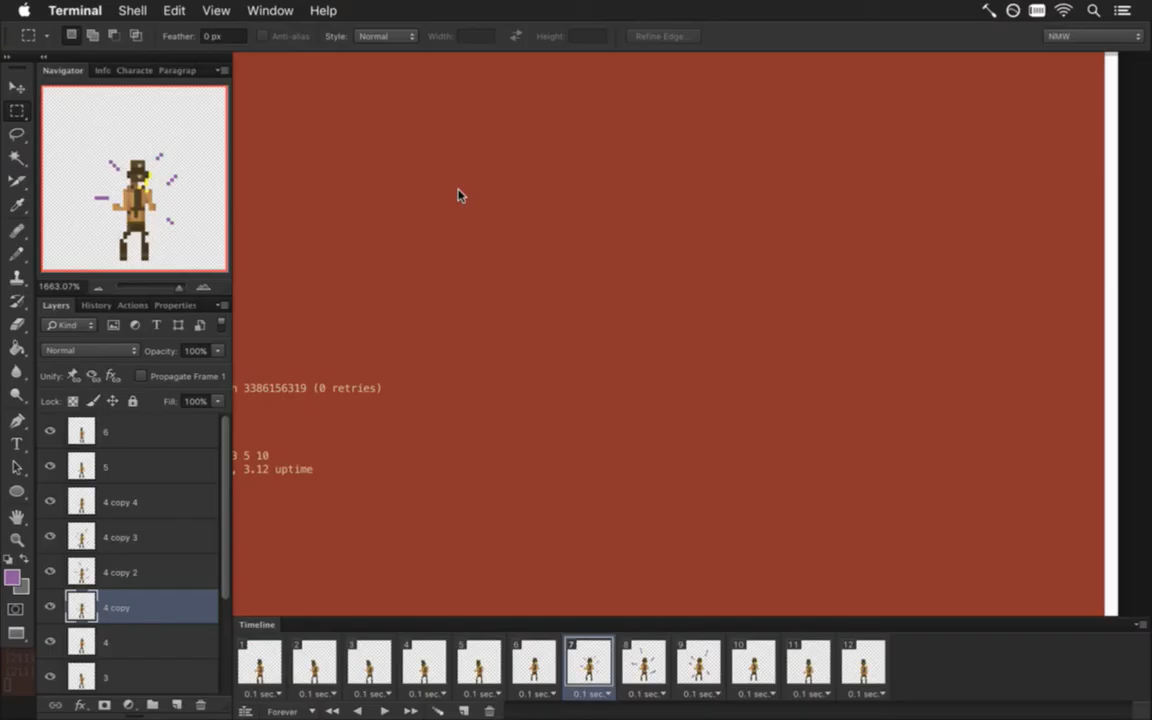 Terminal Shell Edit View Window Help
Feather: 0 px Anti-alias Style: Normal Width: Height: Refine Edge... NMW
Navigator Info Characte Paragrap
1663.07%
Layers History Actions Properties
Kind
Normal Opacity: 100%
Unify: Propagate Frame 1
Lock: Fill: 100%
6
5
4 copy 4
4 copy 3
4 copy 2
4 copy
4
3
3386156319 (0 retries)
3 5 10
, 3.12 uptime
Timeline
1 2 3 4 5 6 7 8 9 10 11 12
0.1 sec. 0.1 sec. 0.1 sec. 0.1 sec. 0.1 sec. 0.1 sec. 0.1 sec. 0.1 sec. 0.1 sec. 0.1 sec. 0.1 sec. 0.1 sec.
Forever